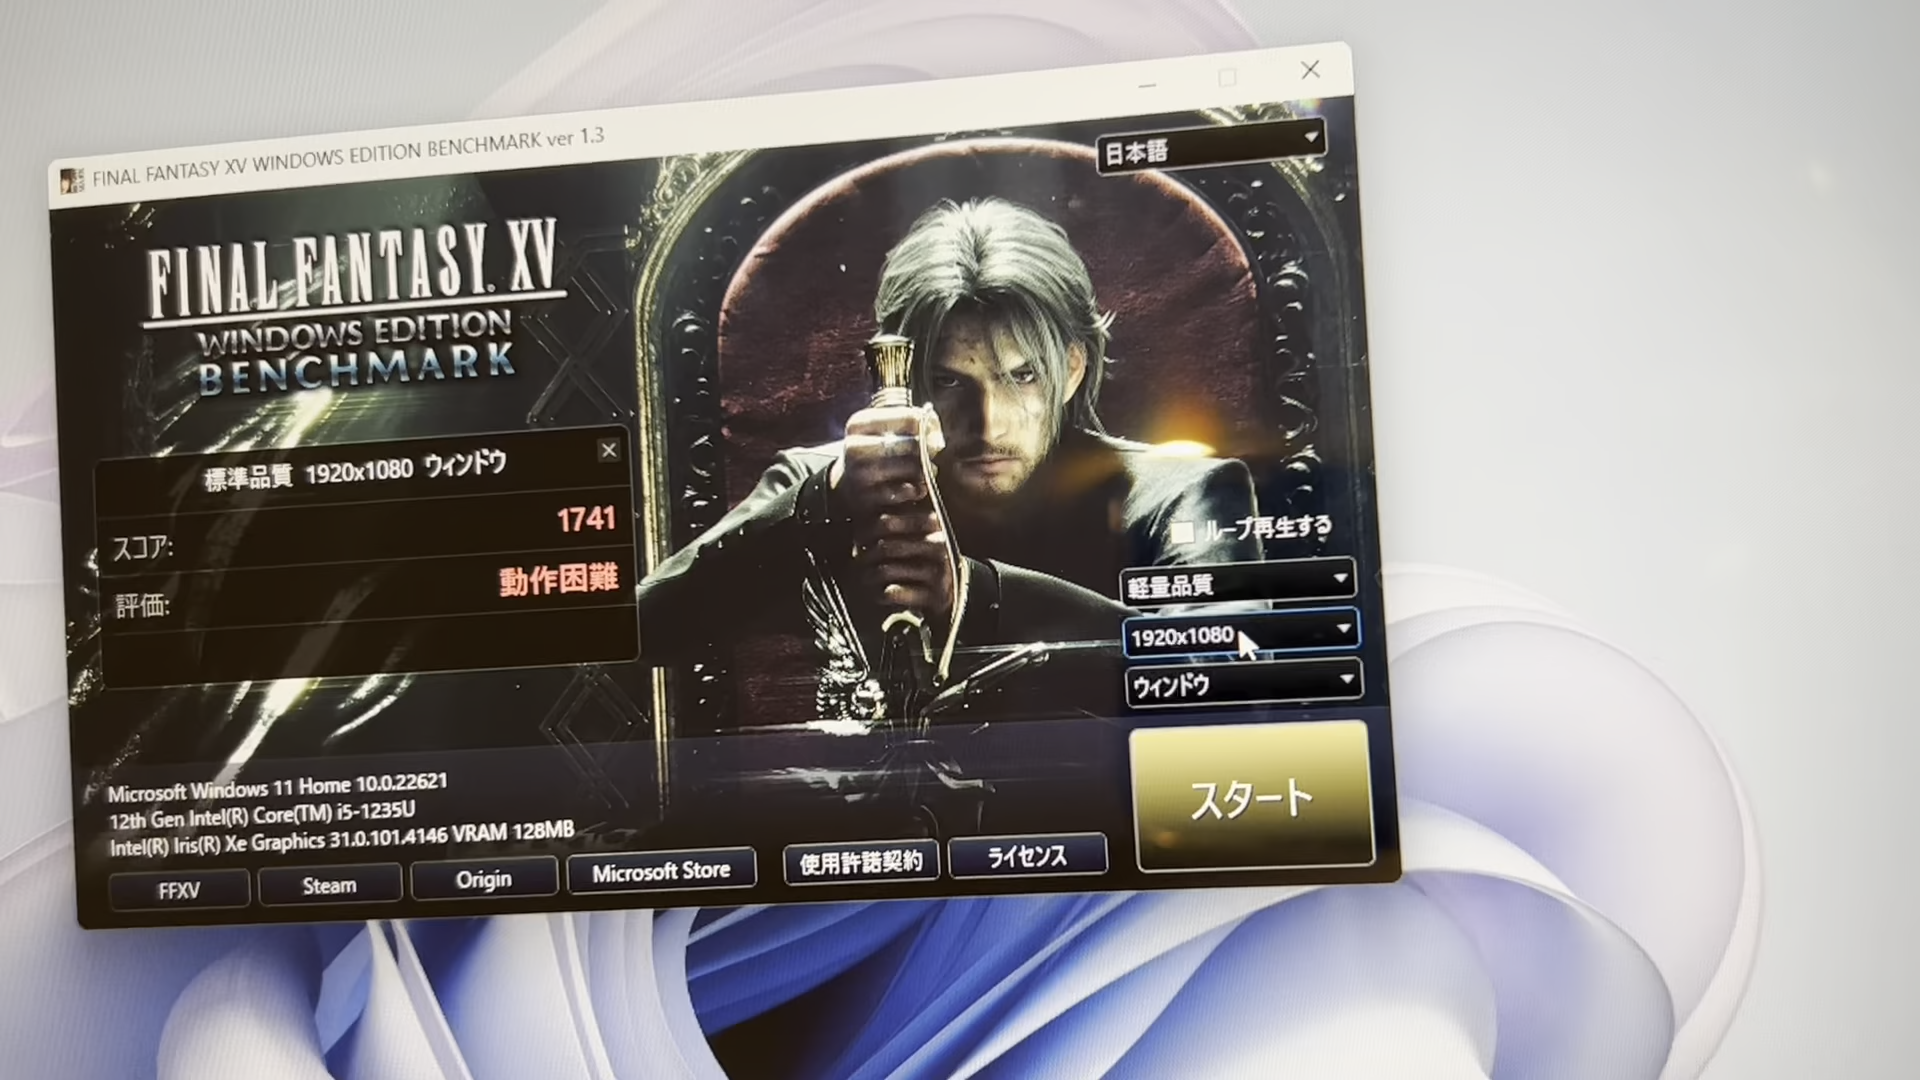 FINAL FANTASY XV WINDOWS EDITION BENCHMARK ver 1.3
日本語
FINAL FANTASY XV
WINDOWS EDITION
BENCHMARK
標準品質 1920x1080 ウィンドウ
スコア: 1741
評価: 動作困難
ループ再生する
軽量品質
1920x1080
ウィンドウ
スタート
Microsoft Windows 11 Home 10.0.22621
12th Gen Intel(R) Core(TM) i5-1235U
Intel(R) Iris(R) Xe Graphics 31.0.101.4146 VRAM 128MB
FFXV Steam Origin Microsoft Store 使用許諾契約 ライセンス